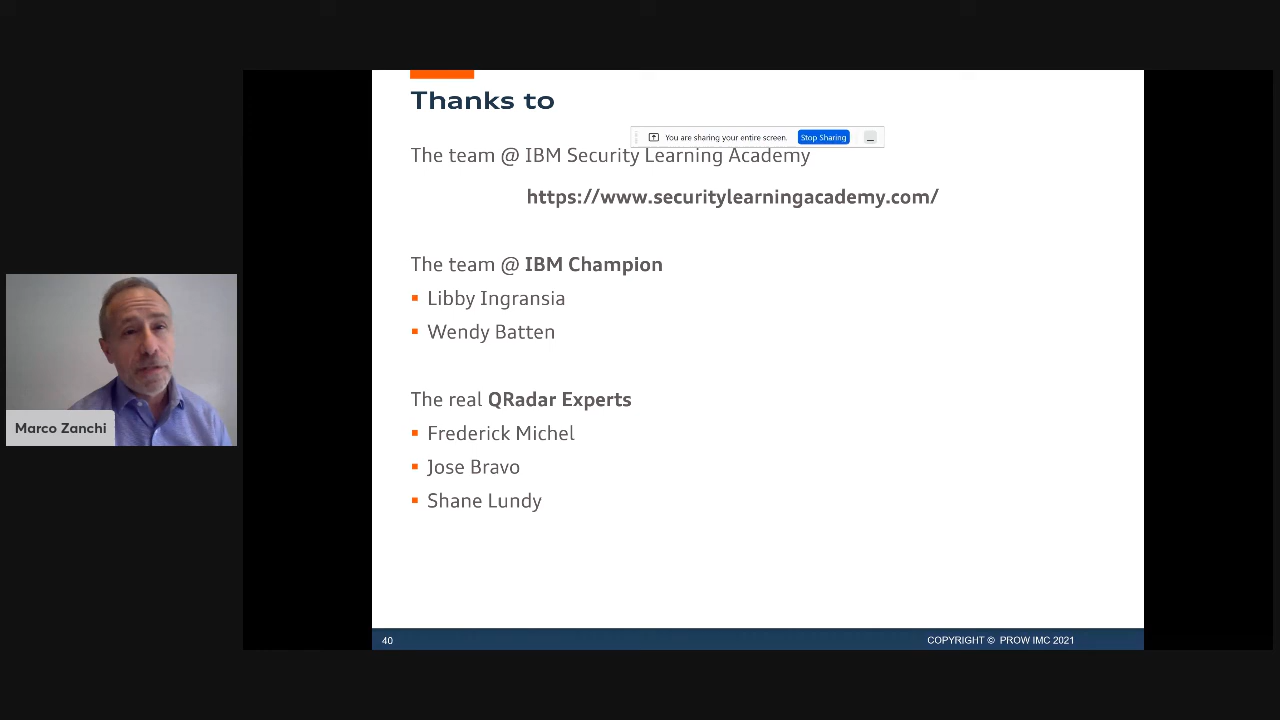 Thanks to
You are sharing your entire screen. Stop Sharing
The team @ IBM Security Learning Academy
https://www.securitylearningacademy.com/
The team @ IBM Champion
Libby Ingransia
Wendy Batten
The real QRadar Experts
Frederick Michel
Jose Bravo
Shane Lundy
Marco Zanchi
40
COPYRIGHT © PROW IMC 2021